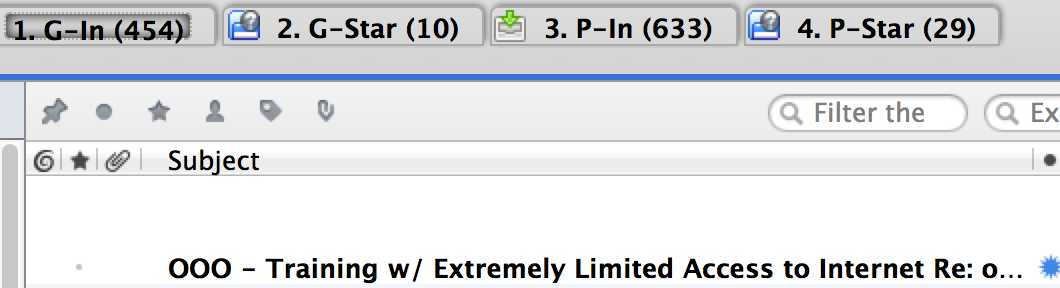 1. G-In (454) 2. G-Star (10) 3. P-In (633) 4. P-Star (29)
Filter the Ex
Subject
OOO - Training w/ Extremely Limited Access to Internet Re: o...